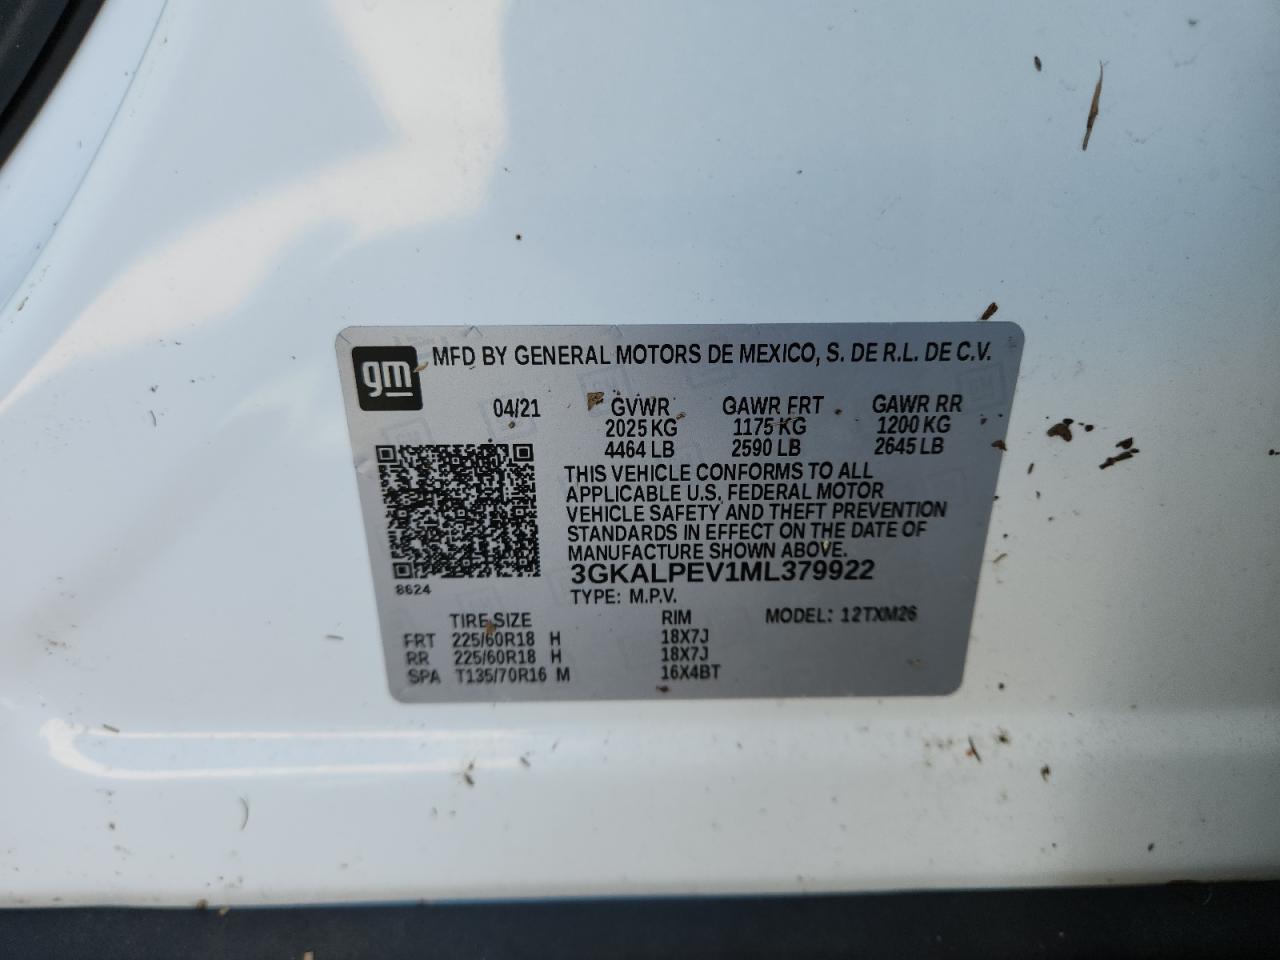 gm
MFD BY GENERAL MOTORS DE MEXICO, S. DE R.L. DE C.V.
04/21 GVWR GAWR FRT GAWR RR
2025 KG 1175 KG 1200 KG
4464 LB 2590 LB 2645 LB
THIS VEHICLE CONFORMS TO ALL
APPLICABLE U.S. FEDERAL MOTOR
VEHICLE SAFETY AND THEFT PREVENTION
STANDARDS IN EFFECT ON THE DATE OF
MANUFACTURE SHOWN ABOVE.
3GKALPEV1ML379922
8624
TYPE: M.P.V.
TIRE SIZE RIM MODEL: 12TXM26
FRT 225/60R18 H 18X7J
RR 225/60R18 H 18X7J
SPA T135/70R16 M 16X4BT